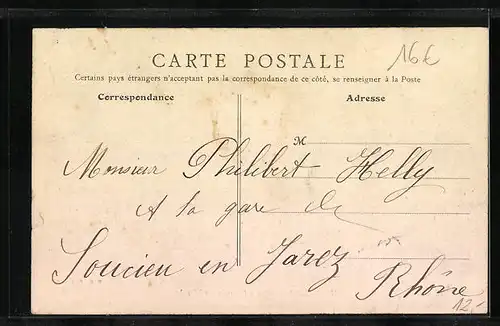 16€
CARTE POSTALE
Certains pays étrangers n'acceptant pas la correspondance de ce côté, se renseigner à la Poste
Correspondance Adresse
M
Monsieur Philibert Helly
A la gare de
Soucieu en Jarez
Rhône
12,-